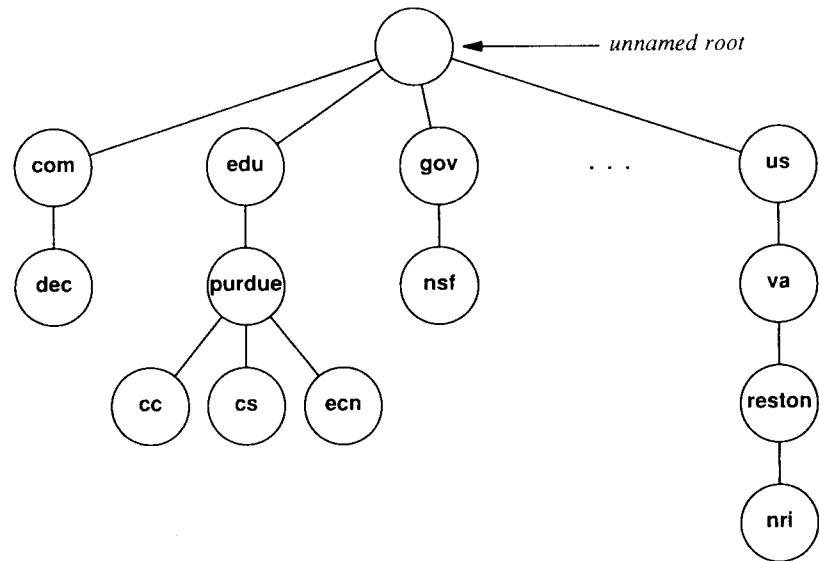 unnamed root
com edu gov . . . us
dec purdue nsf va
cc cs ecn reston
nri